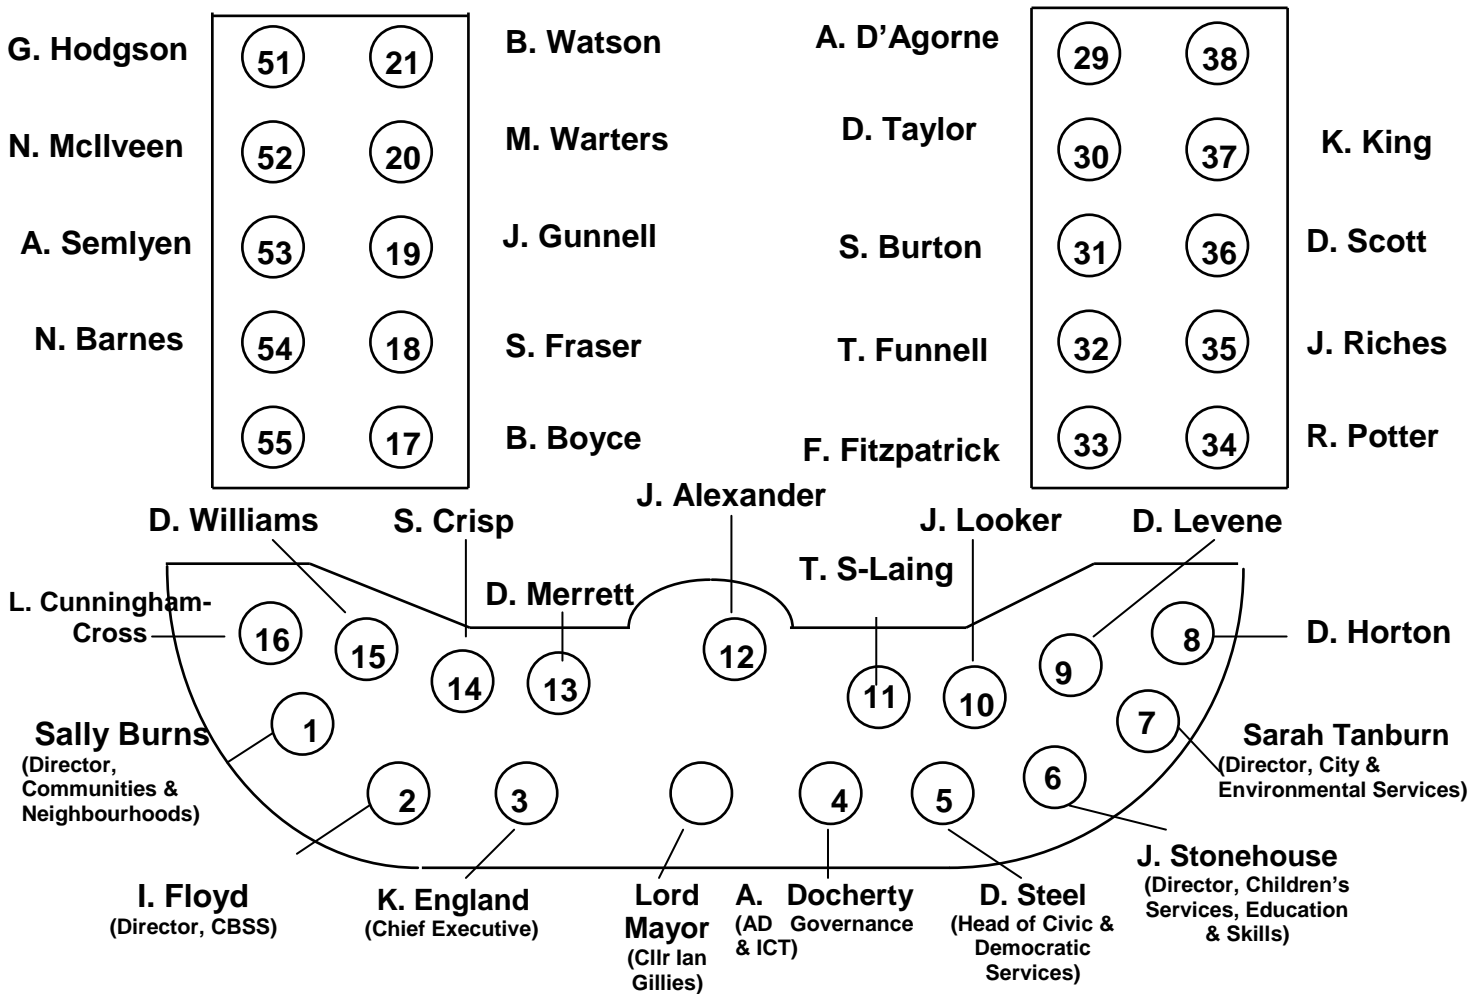 G. Hodgson 51 21 B. Watson A. D’Agorne 29 38
N. McIlveen 52 20 M. Warters D. Taylor 30 37 K. King
A. Semlyen 53 19 J. Gunnell S. Burton 31 36 D. Scott
N. Barnes 54 18 S. Fraser T. Funnell 32 35 J. Riches
55 17 B. Boyce F. Fitzpatrick 33 34 R. Potter
J. Alexander
D. Williams S. Crisp J. Looker D. Levene
T. S-Laing
D. Merrett
L. Cunningham-
Cross
16 15 14 13 12 11 10 9 8 D. Horton
1 7
Sally Burns
(Director,
Communities &
Neighbourhoods)
Sarah Tanburn
(Director, City &
Environmental Services)
2 3 4 5 6
I. Floyd
(Director, CBSS)
K. England
(Chief Executive)
Lord
Mayor
(Cllr Ian
Gillies)
A. Docherty
(AD Governance
& ICT)
D. Steel
(Head of Civic &
Democratic
Services)
J. Stonehouse
(Director, Children’s
Services, Education
& Skills)